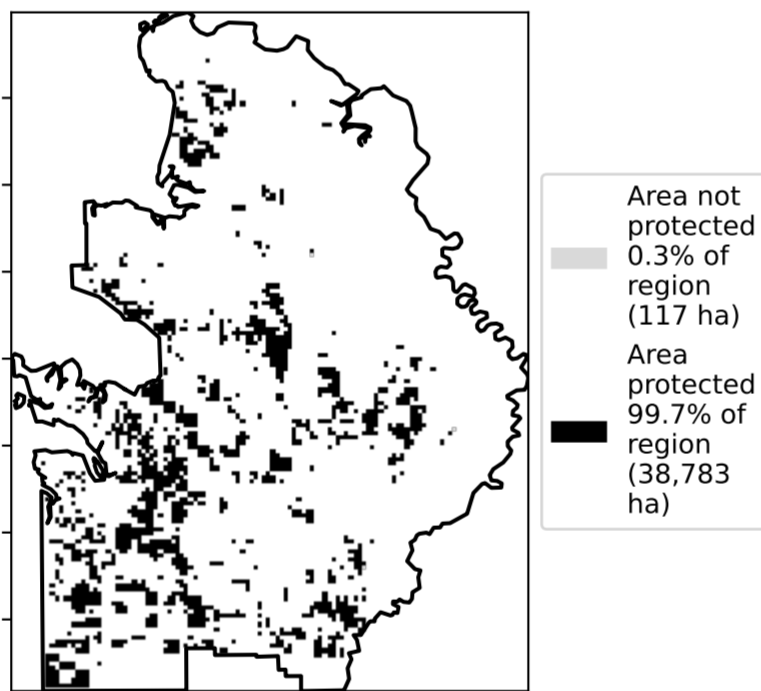 Area not
protected
0.3% of
region
(117 ha)
Area
protected
99.7% of
region
(38,783
ha)